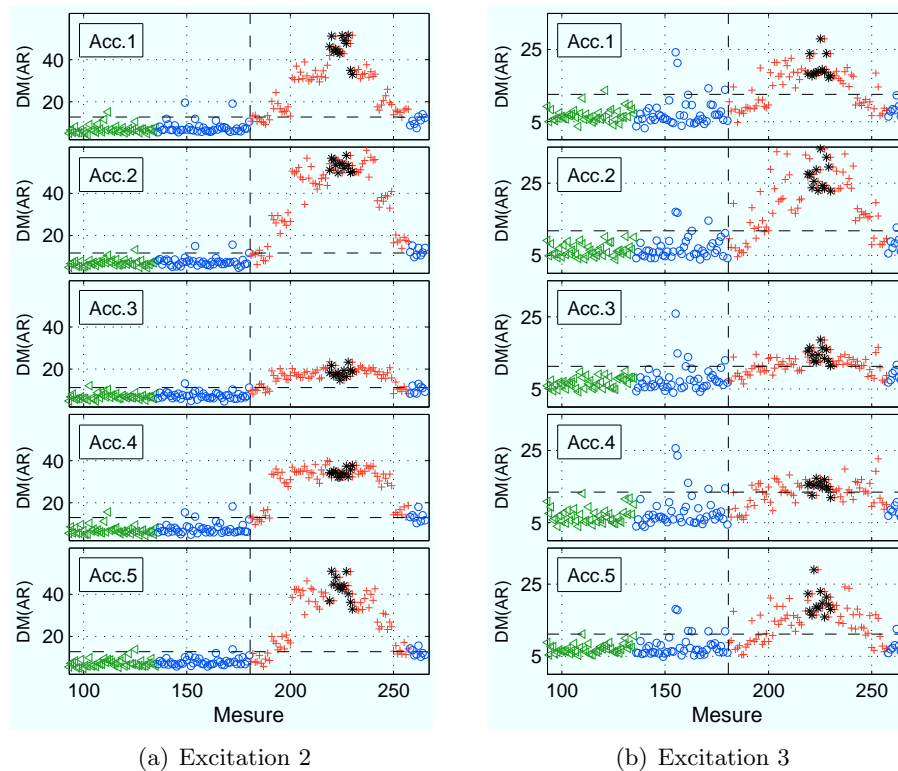 Acc.1
DM(AR)
40
20
Acc.2
DM(AR)
40
20
Acc.3
DM(AR)
40
20
Acc.4
DM(AR)
40
20
Acc.5
DM(AR)
40
20
100 150 200 250
Mesure
(a) Excitation 2
Acc.1
DM(AR)
25
5
Acc.2
DM(AR)
25
5
Acc.3
DM(AR)
25
5
Acc.4
DM(AR)
25
5
Acc.5
DM(AR)
25
5
100 150 200 250
Mesure
(b) Excitation 3